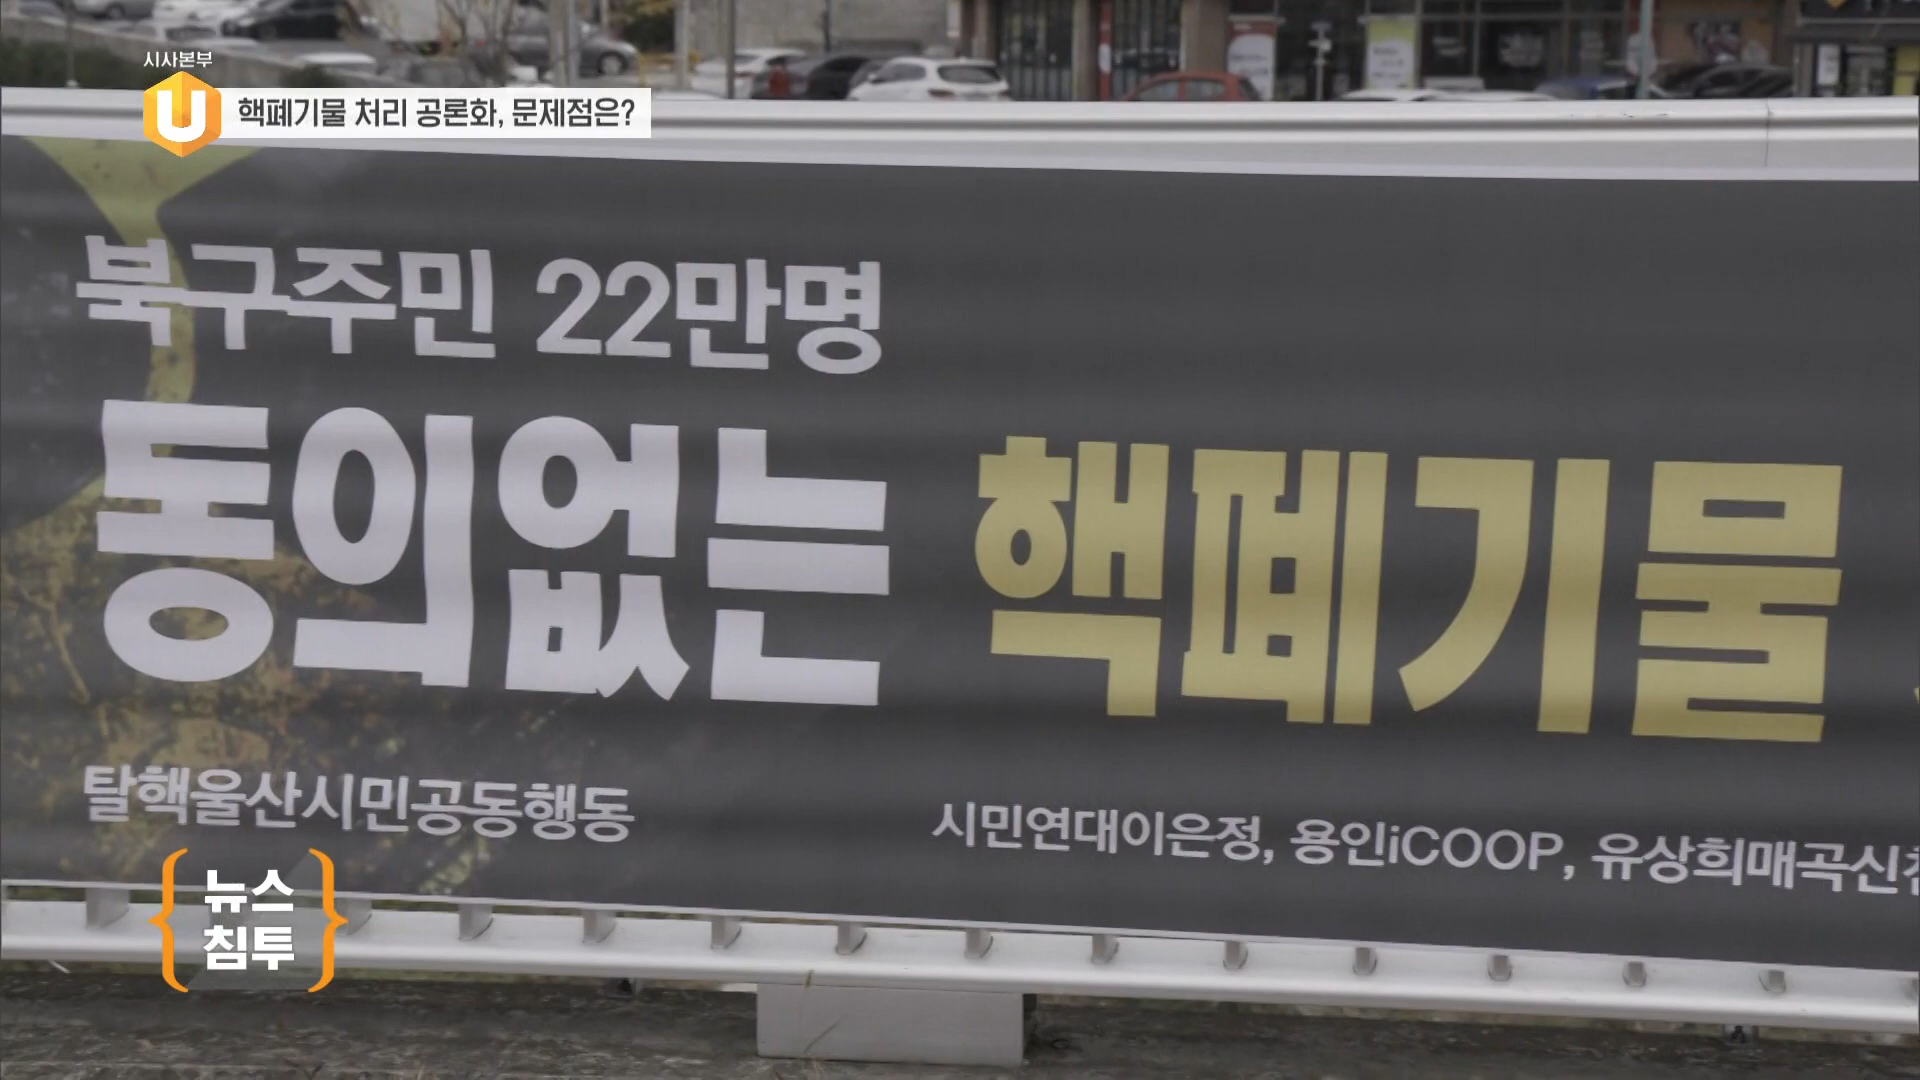 시사본부
U 핵폐기물 처리 공론화, 문제점은?
북구주민 22만명
동의없는 핵폐기물
탈핵울산시민공동행동
시민연대이은정, 용인iCOOP, 유상희매곡신천
뉴스
침투